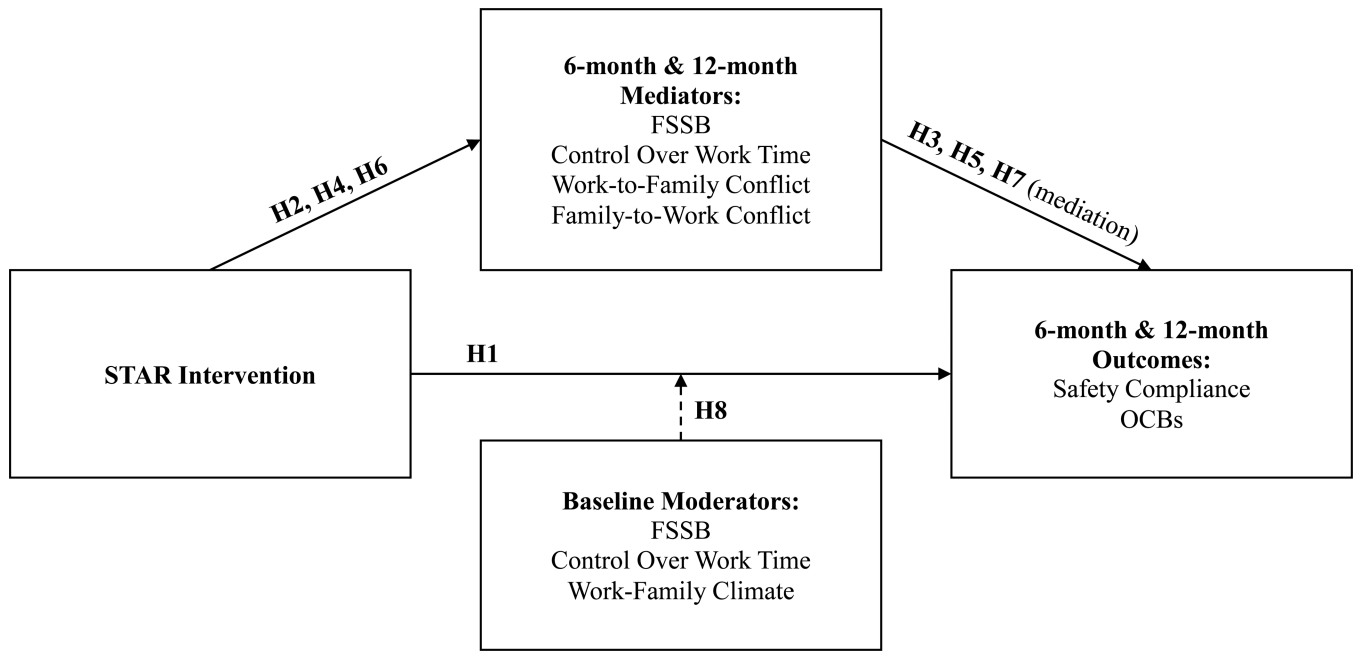 6-month & 12-month
Mediators:
FSSB
Control Over Work Time
Work-to-Family Conflict
Family-to-Work Conflict
H2, H4, H6
H3, H5, H7 (mediation)
STAR Intervention
H1
6-month & 12-month
Outcomes:
Safety Compliance
OCBs
H8
Baseline Moderators:
FSSB
Control Over Work Time
Work-Family Climate